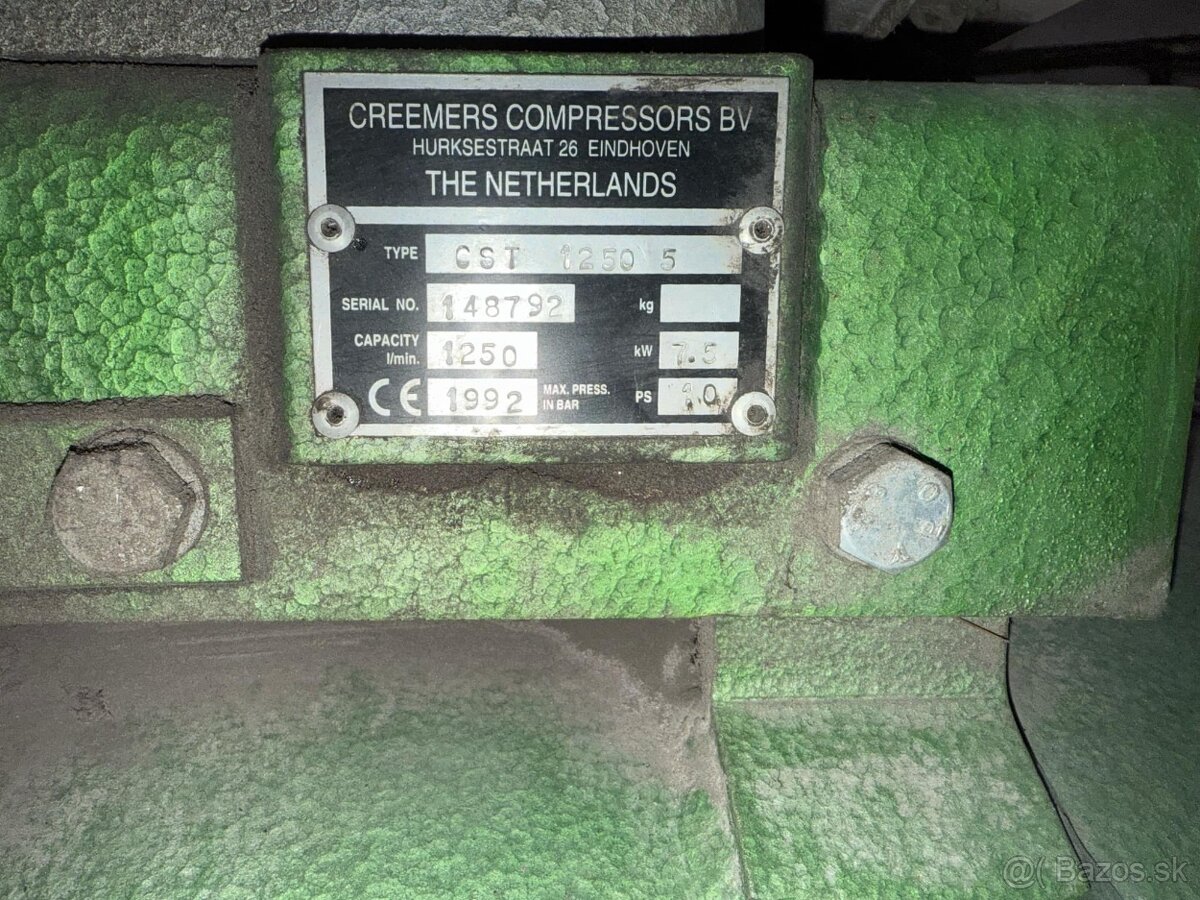 CREEMERS COMPRESSORS BV
HURKSESTRAAT 26 EINDHOVEN
THE NETHERLANDS
TYPE CST 1250 5
SERIAL NO. 148792 kg
CAPACITY l/min. 1250 kW 7.5
CE 1992 MAX. PRESS. IN BAR PS 10
@( Bazos.sk